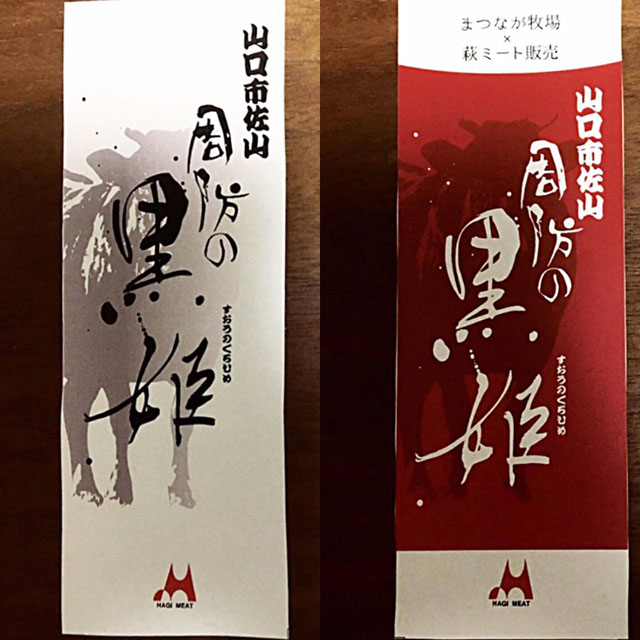 山口市佐山
周防の
黒姫
すおうのくろひめ
HAGI MEAT
まつなが牧場
×
萩ミート販売
山口市佐山
周防の
黒姫
すおうのくろひめ
HAGI MEAT